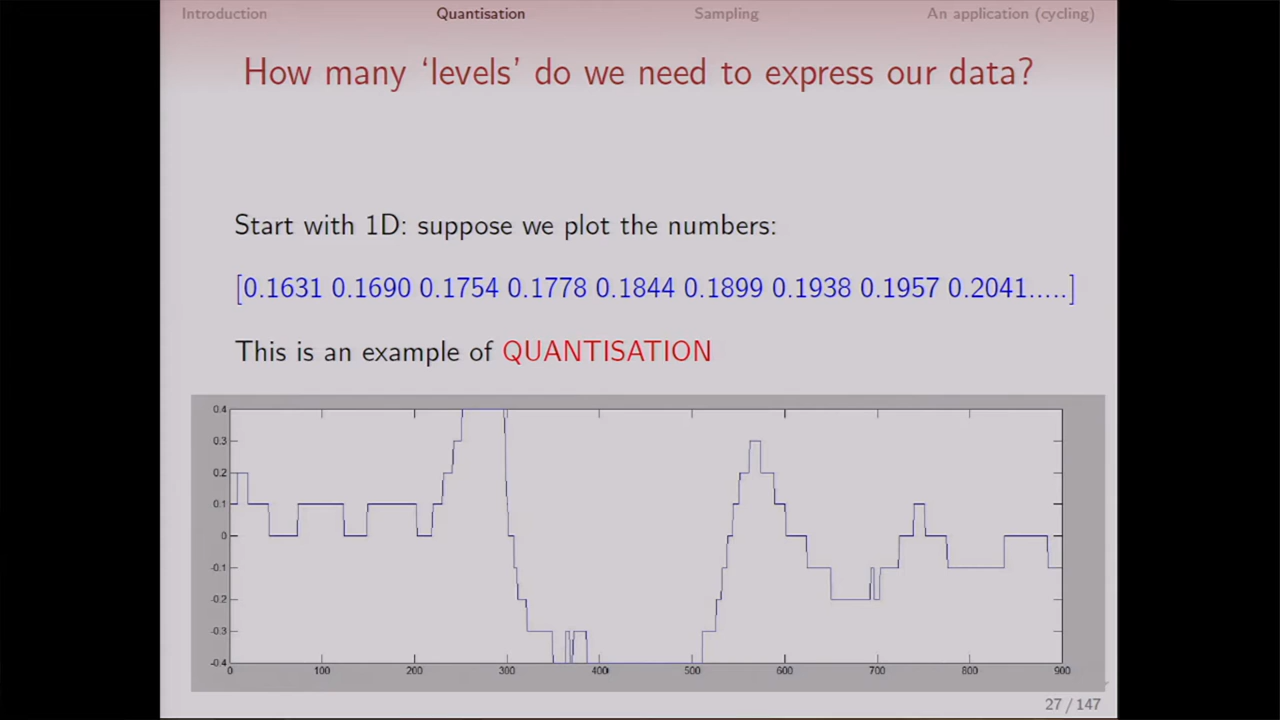 Introduction Quantisation Sampling An application (cycling)
How many ‘levels’ do we need to express our data?
Start with 1D: suppose we plot the numbers:
[0.1631 0.1690 0.1754 0.1778 0.1844 0.1899 0.1938 0.1957 0.2041.....]
This is an example of QUANTISATION
0.4
0.3
0.2
0.1
0
-0.1
-0.2
-0.3
-0.4
0 100 200 300 400 500 600 700 800 900
27 / 147